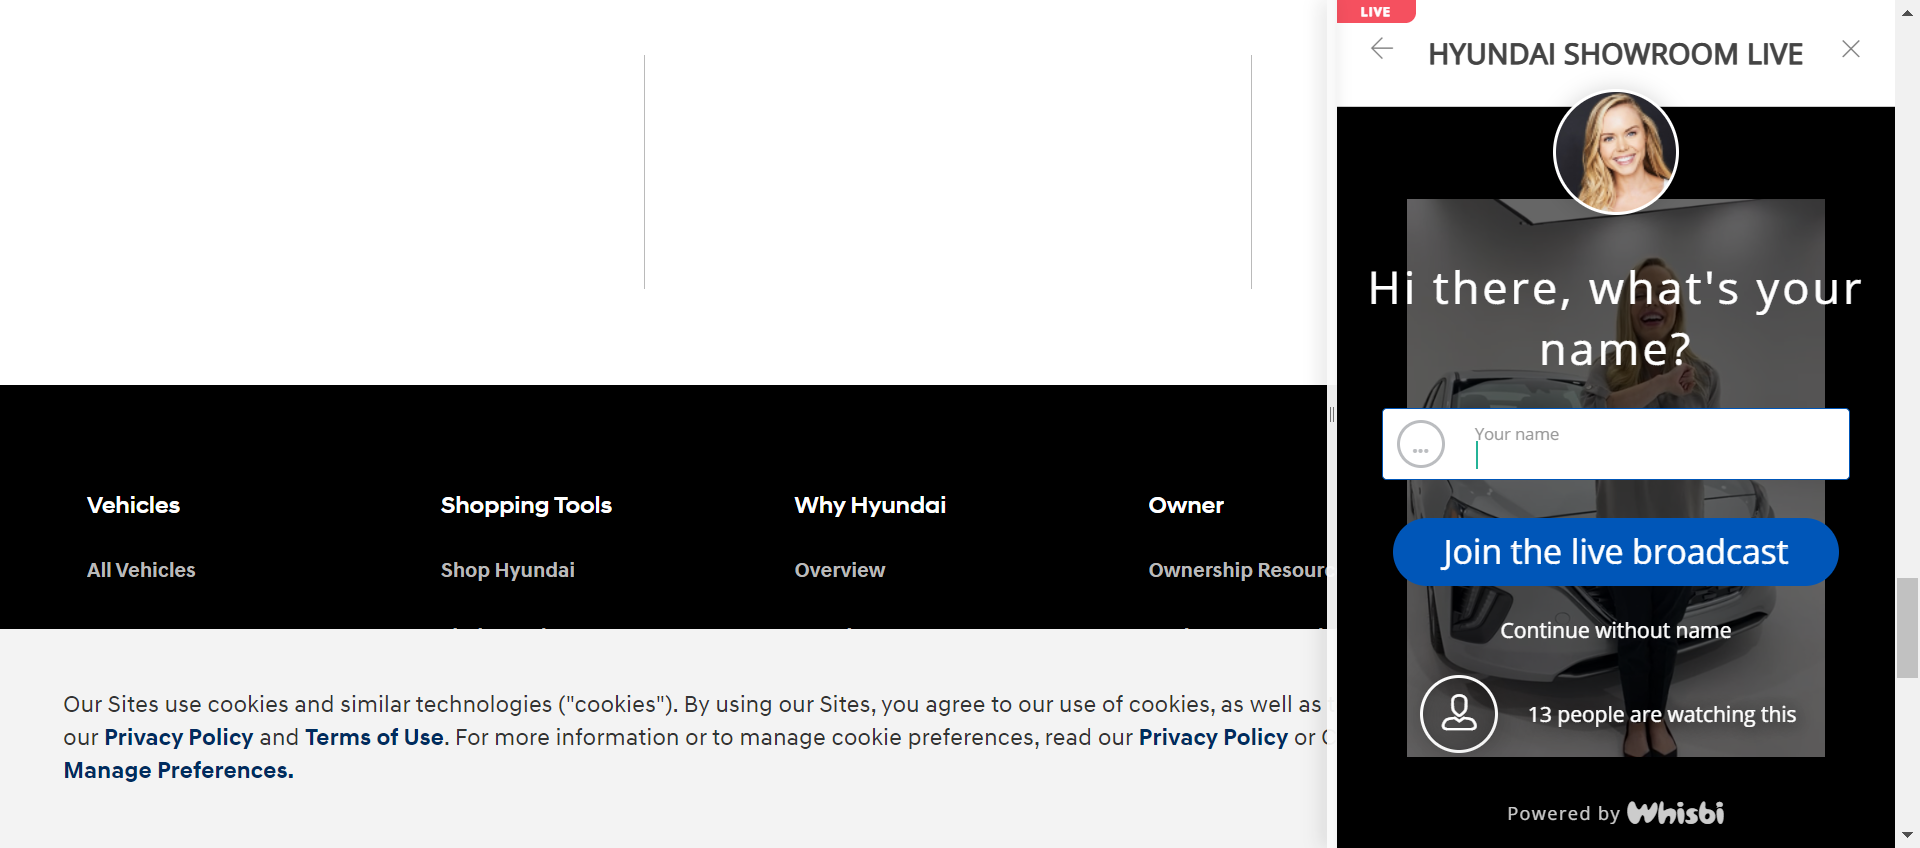 LIVE
HYUNDAI SHOWROOM LIVE
Hi there, what's your
name?
Your name
Join the live broadcast
Continue without name
13 people are watching this
Powered by Whisbi
Vehicles
Shopping Tools
Why Hyundai
Owner
All Vehicles
Shop Hyundai
Overview
Ownership
Our Sites use cookies and similar technologies ("cookies"). By using our Sites, you agree to our use of cookies, as well as
our Privacy Policy and Terms of Use. For more information or to manage cookie preferences, read our Privacy Policy or
Manage Preferences.